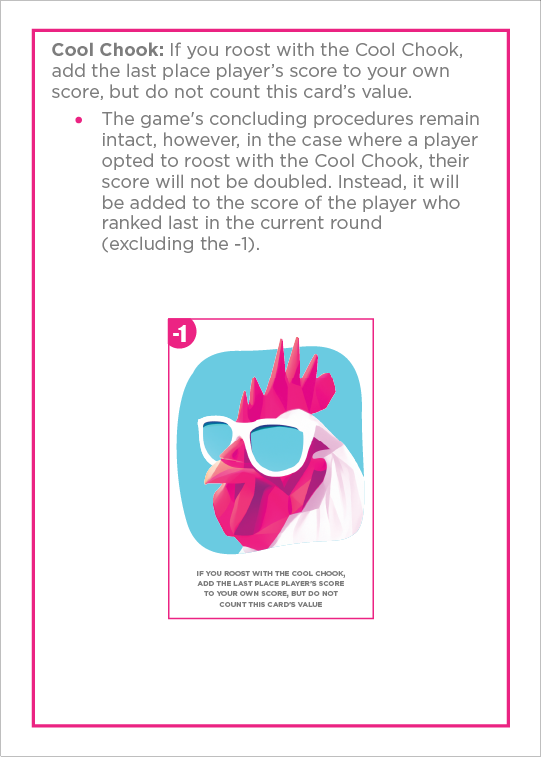 Cool Chook: If you roost with the Cool Chook,
add the last place player’s score to your own
score, but do not count this card’s value.
• The game's concluding procedures remain
intact, however, in the case where a player
opted to roost with the Cool Chook, their
score will not be doubled. Instead, it will
be added to the score of the player who
ranked last in the current round
(excluding the -1).
-1
IF YOU ROOST WITH THE COOL CHOOK,
ADD THE LAST PLACE PLAYER’S SCORE
TO YOUR OWN SCORE, BUT DO NOT
COUNT THIS CARD’S VALUE